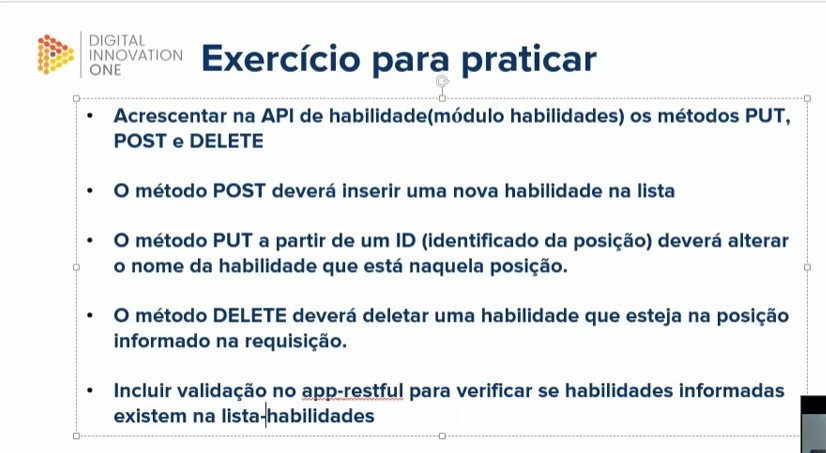 DIGITAL
INNOVATION
ONE
Exercício para praticar
• Acrescentar na API de habilidade(módulo habilidades) os métodos PUT,
POST e DELETE
• O método POST deverá inserir uma nova habilidade na lista
• O método PUT a partir de um ID (identificado da posição) deverá alterar
o nome da habilidade que está naquela posição.
• O método DELETE deverá deletar uma habilidade que esteja na posição
informado na requisição.
• Incluir validação no app-restful para verificar se habilidades informadas
existem na lista-habilidades